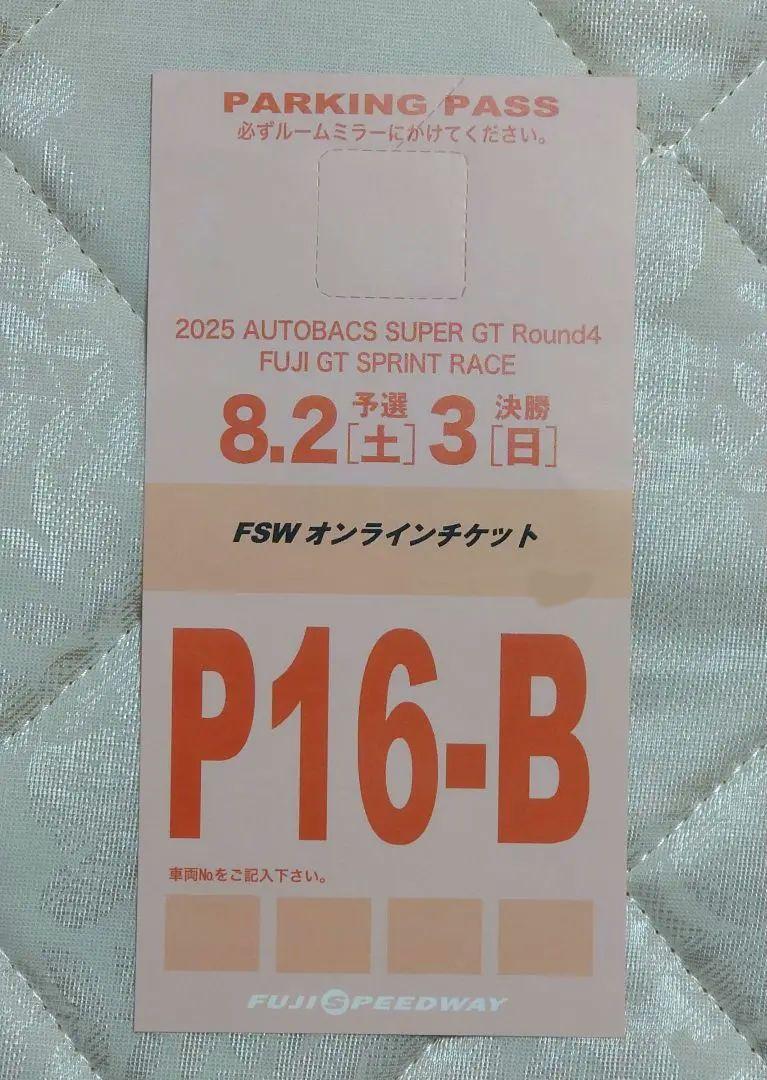 PARKING PASS
必ずルームミラーにがけてください。
2025 AUTOBACS SUPER GT Round4
FUJI GT SPRINT RACE
8.2[土]予選 3[日]決勝
FSW オンラインチケット
P16-B
車両No.をご記入下さい。
FUJI SPEEDWAY